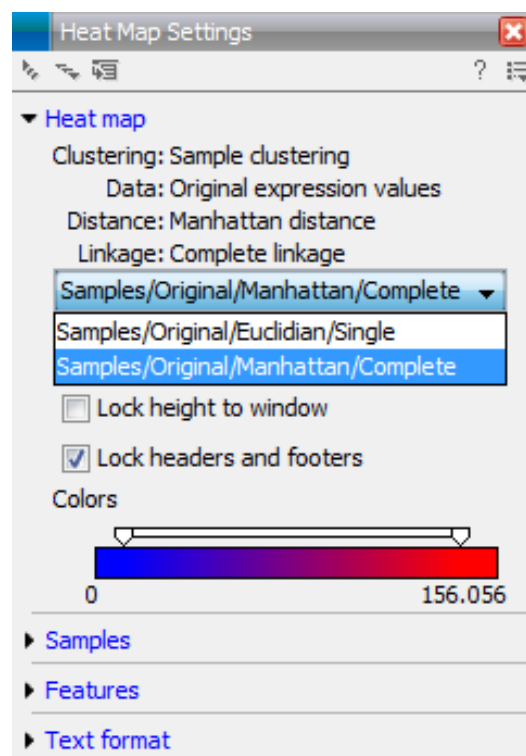 Heat Map Settings
?
Heat map
Clustering: Sample clustering
Data: Original expression values
Distance: Manhattan distance
Linkage: Complete linkage
Samples/Original/Manhattan/Complete
Samples/Original/Euclidian/Single
Samples/Original/Manhattan/Complete
Lock height to window
Lock headers and footers
Colors
0 156.056
Samples
Features
Text format